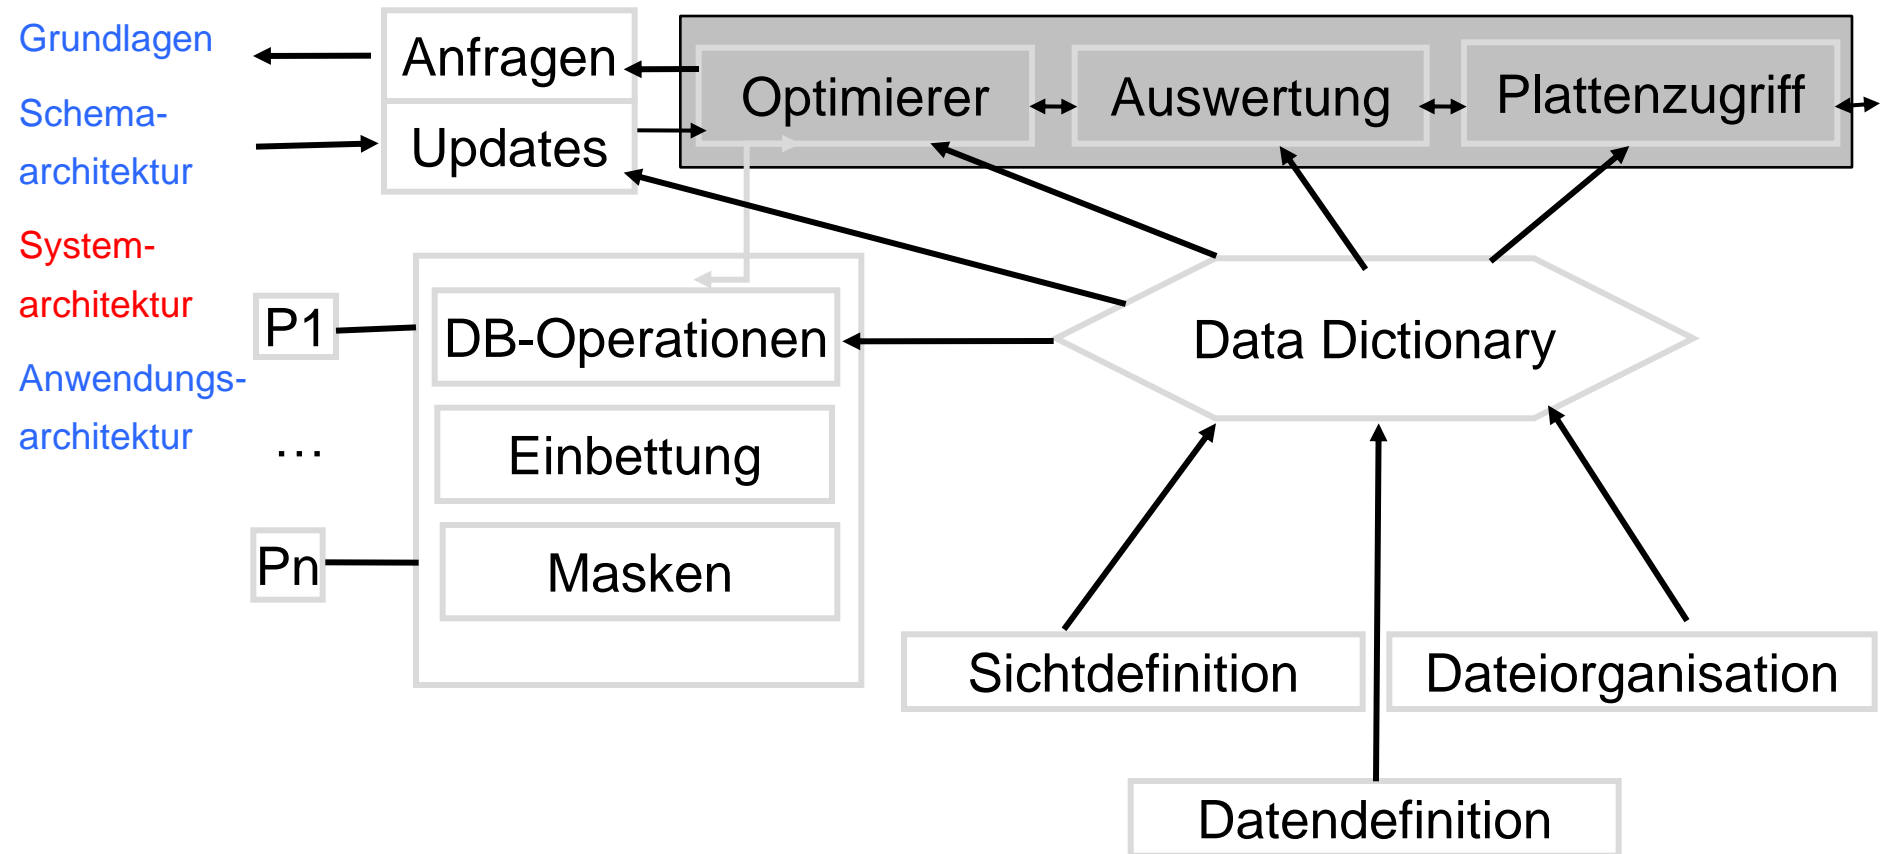 Grundlagen
Schema-
architektur
System-
architektur
Anwendungs-
architektur
Anfragen
Updates
Optimierer
Auswertung
Plattenzugriff
P1
…
Pn
DB-Operationen
Einbettung
Masken
Data Dictionary
Sichtdefinition
Dateiorganisation
Datendefinition